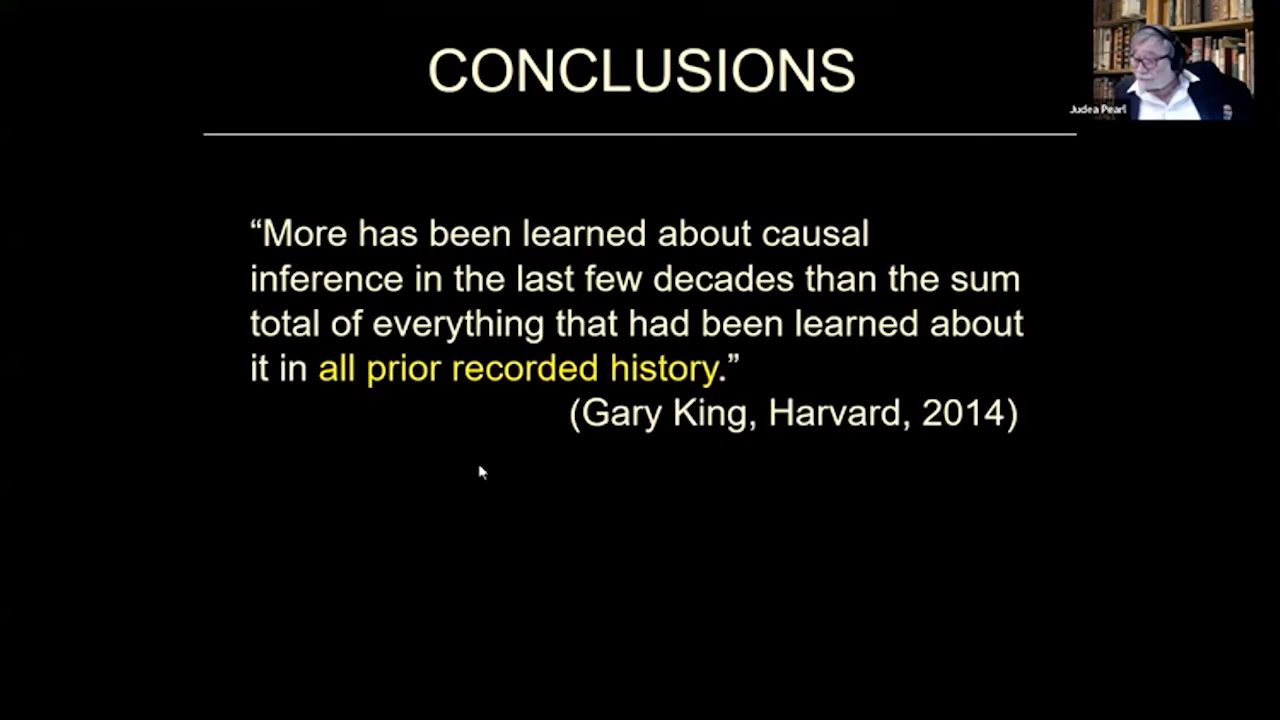 CONCLUSIONS
Judea Pearl
“More has been learned about causal
inference in the last few decades than the sum
total of everything that had been learned about
it in all prior recorded history.”
(Gary King, Harvard, 2014)